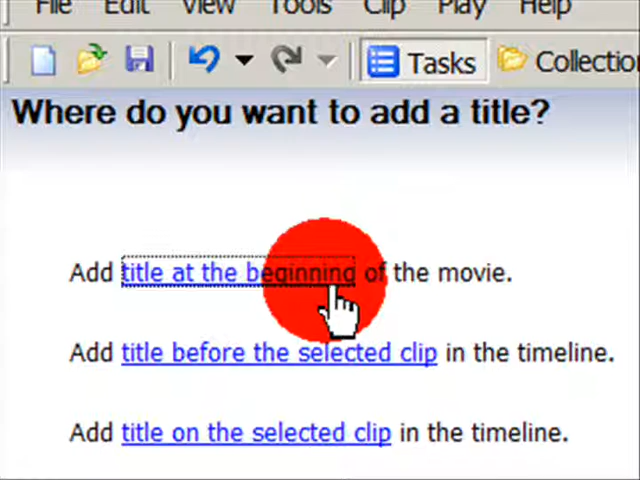 File Edit View Tools Clip Play Help
Tasks Collectio
Where do you want to add a title?
Add title at the beginning of the movie.
Add title before the selected clip in the timeline.
Add title on the selected clip in the timeline.